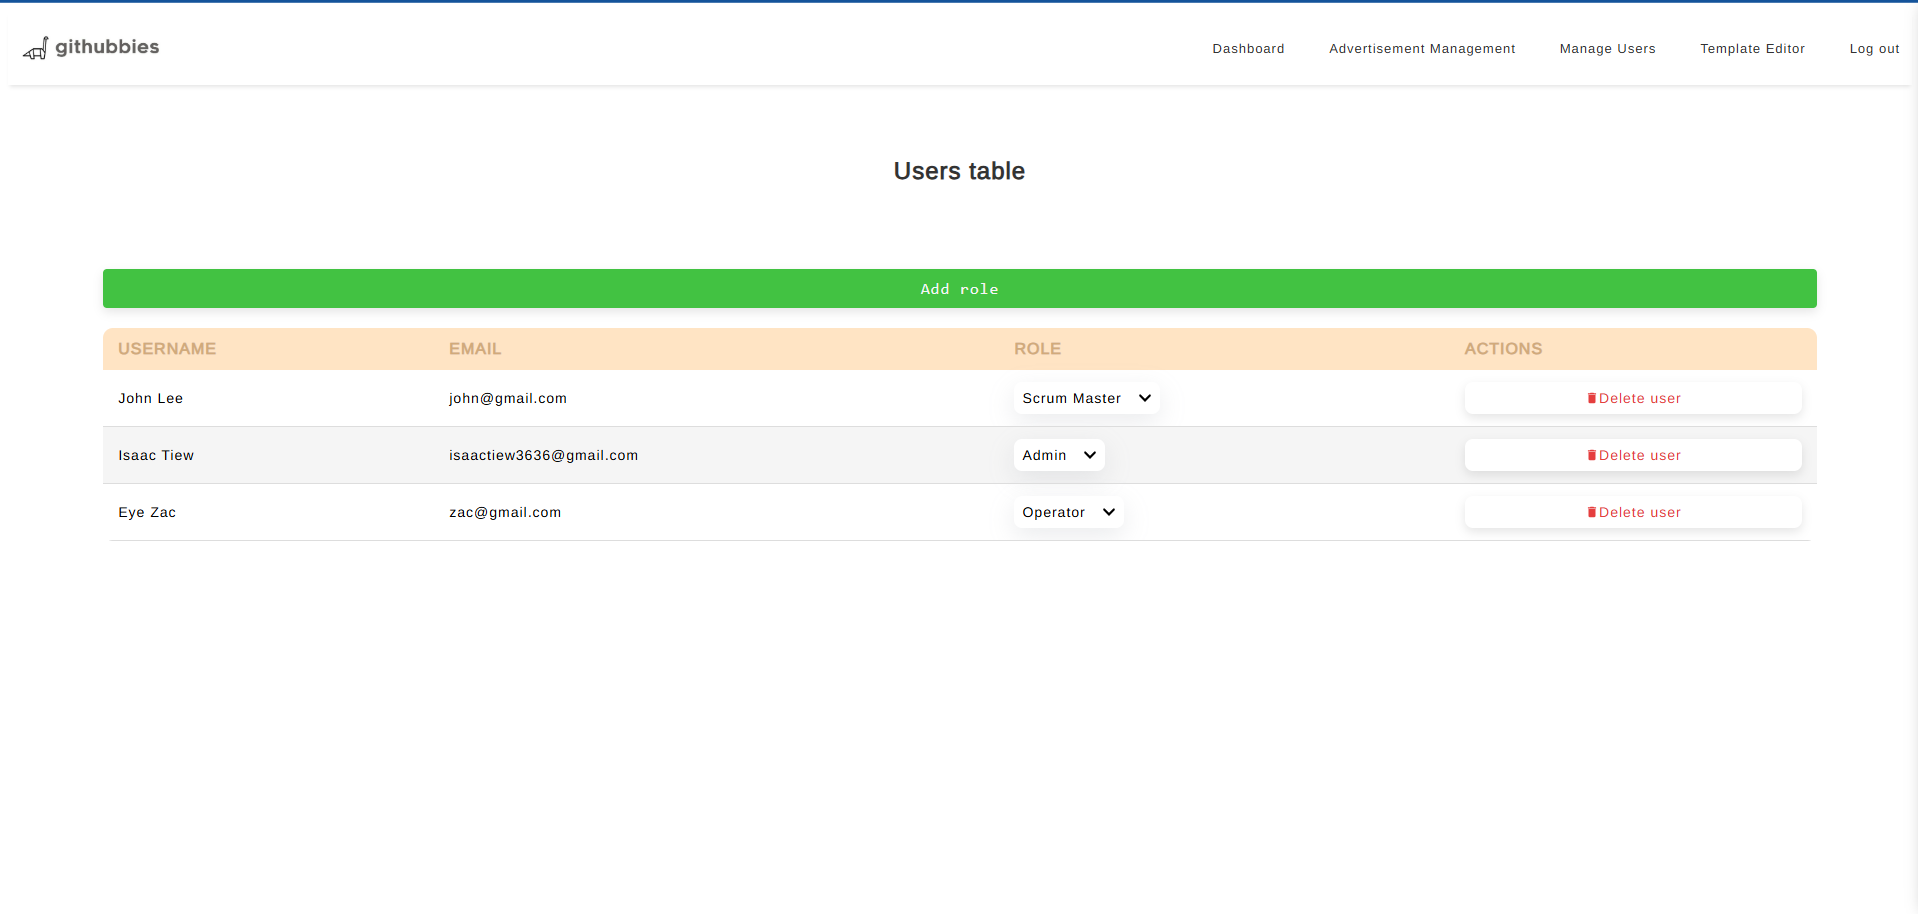 githubbies
Dashboard Advertisement Management Manage Users Template Editor Log out
Users table
Add role
USERNAME EMAIL ROLE ACTIONS
John Lee john@gmail.com Scrum Master Delete user
Isaac Tiew isaactiew3636@gmail.com Admin Delete user
Eye Zac zac@gmail.com Operator Delete user